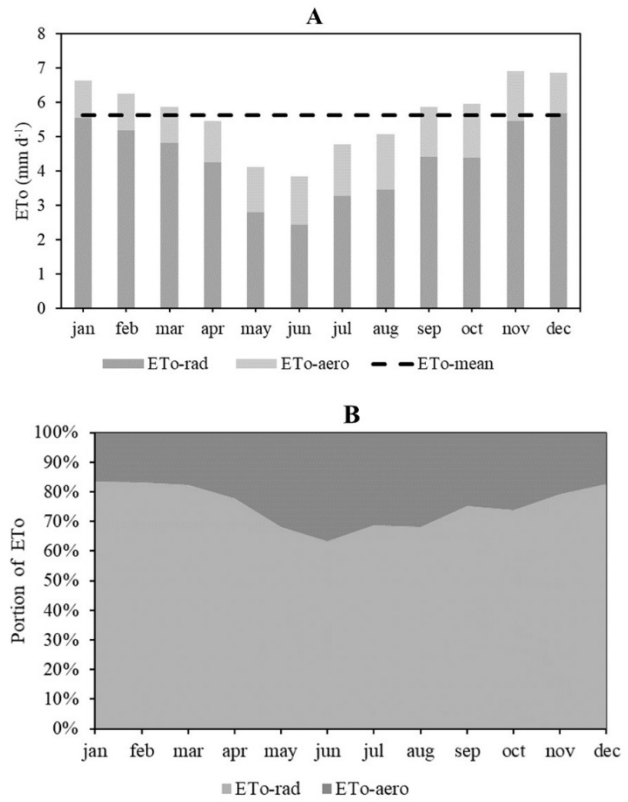 A
8
7
6
5
4
3
2
1
0
ETo (mm d-1)
jan feb mar apr may jun jul aug sep oct nov dec
ETo-rad ETo-aero ETo-mean
B
100%
90%
80%
70%
60%
50%
40%
30%
20%
10%
0%
Portion of ETo
jan feb mar apr may jun jul aug sep oct nov dec
ETo-rad ETo-aero